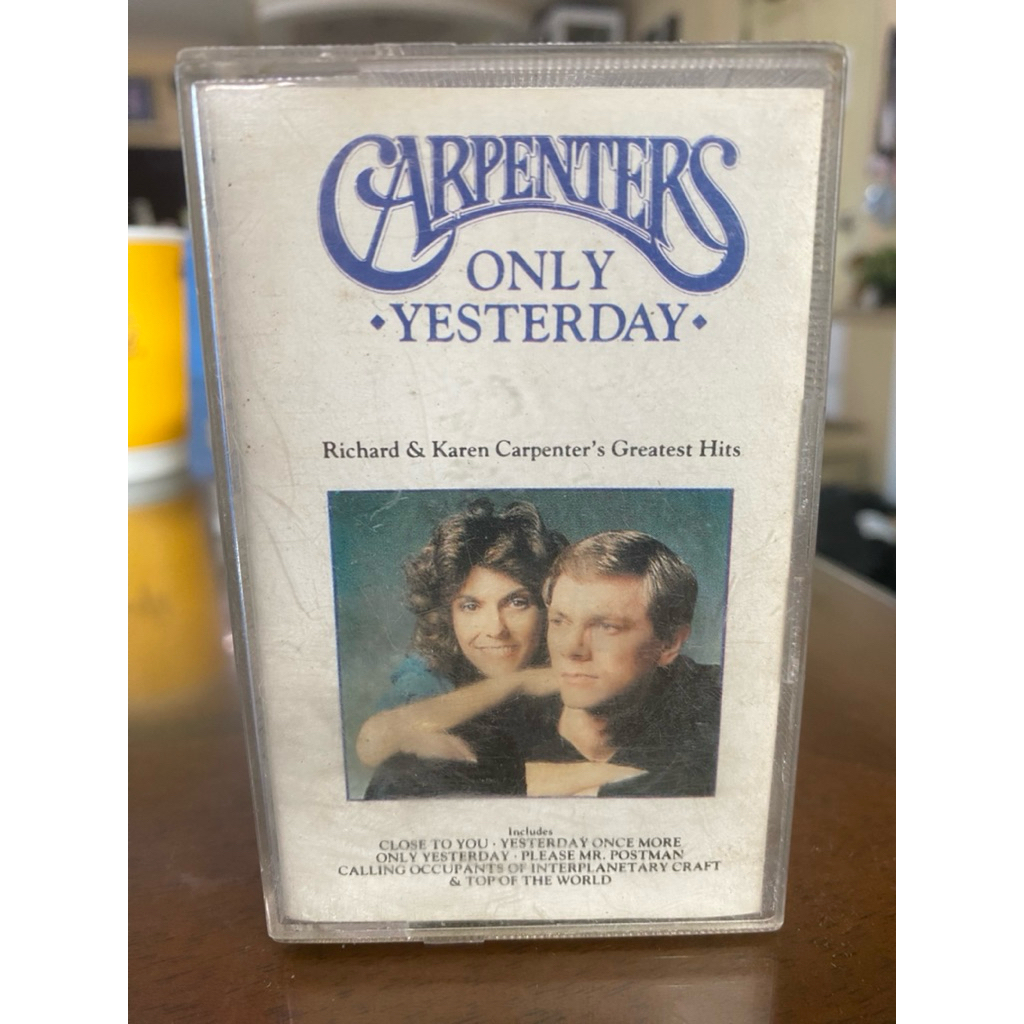 CARPENTERS
ONLY
·YESTERDAY·
Richard & Karen Carpenter's Greatest Hits
Includes
CLOSE TO YOU · YESTERDAY ONCE MORE
ONLY YESTERDAY · PLEASE MR. POSTMAN
CALLING OCCUPANTS OF INTERPLANETARY CRAFT
& TOP OF THE WORLD